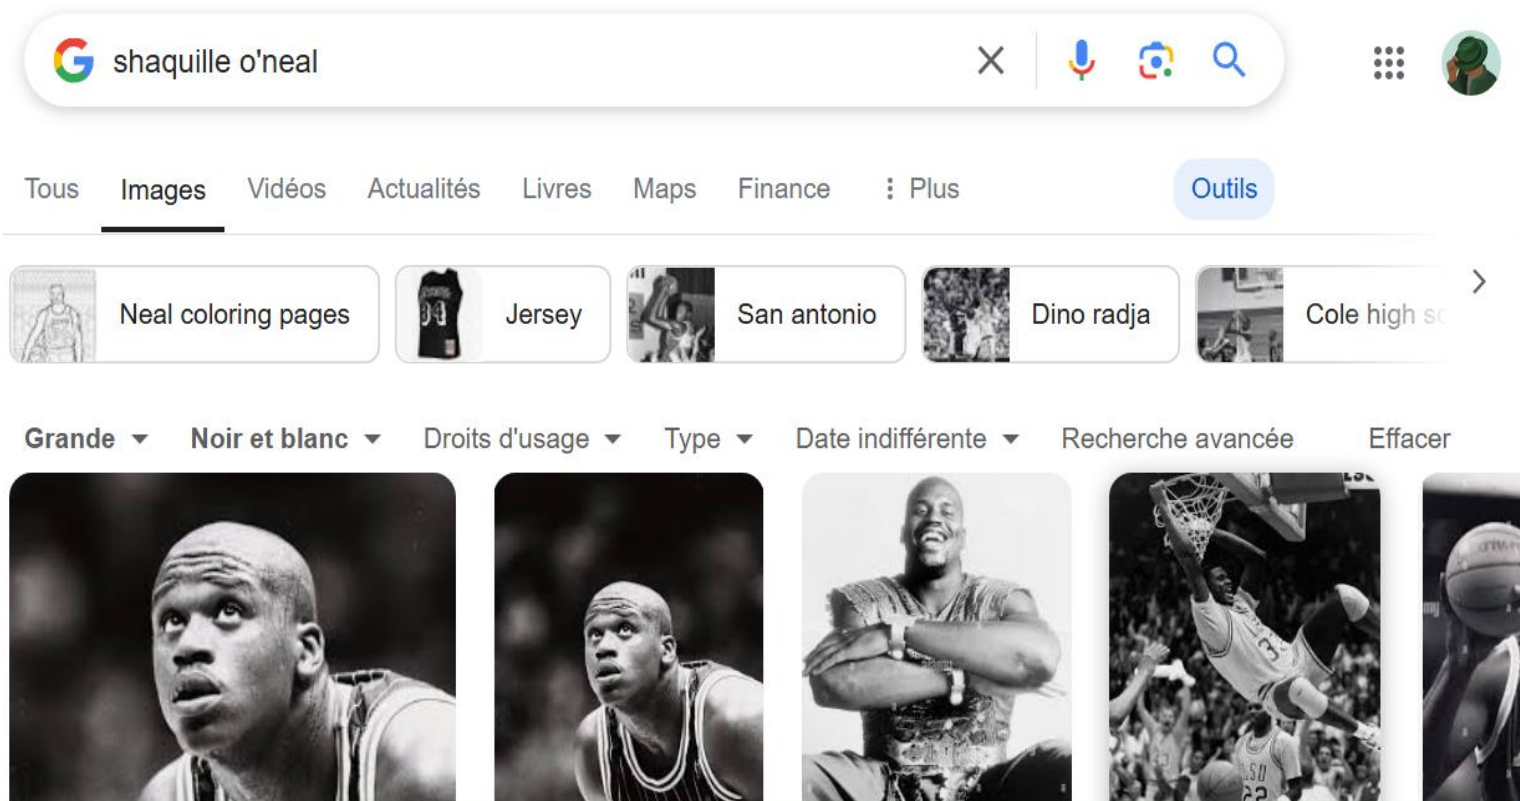 shaquille o'neal
Tous Images Vidéos Actualités Livres Maps Finance Plus Outils
Neal coloring pages Jersey San antonio Dino radja Cole high
Grande Noir et blanc Droits d'usage Type Date indifférente Recherche avancée Effacer
LSU